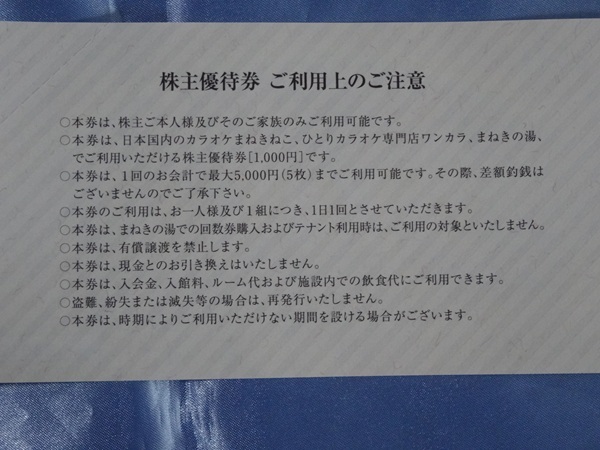 株主優待券 ご利用上のご注意
○本券は、株主ご本人様及びそのご家族のみご利用可能です。
○本券は、日本国内のカラオケまねきねこ、ひとりカラオケ専門店ワンカラ、まねきの湯、
でご利用いただける株主優待券[1,000円]です。
○本券は、1回のお会計で最大5,000円(5枚)までご利用可能です。その際、差額釣銭は
ございませんのでご了承下さい。
○本券のご利用は、お一人様及び1組につき、1日1回とさせていただきます。
○本券は、まねきの湯での回数券購入およびテナント利用時は、ご利用の対象といたしません。
○本券は、有償譲渡を禁止します。
○本券は、現金とのお引き換えはいたしません。
○本券は、入会金、入館料、ルーム代および施設内での飲食代にご利用できます。
○盗難、紛失または滅失等の場合は、再発行いたしません。
○本券は、時期によりご利用いただけない期間を設ける場合がございます。